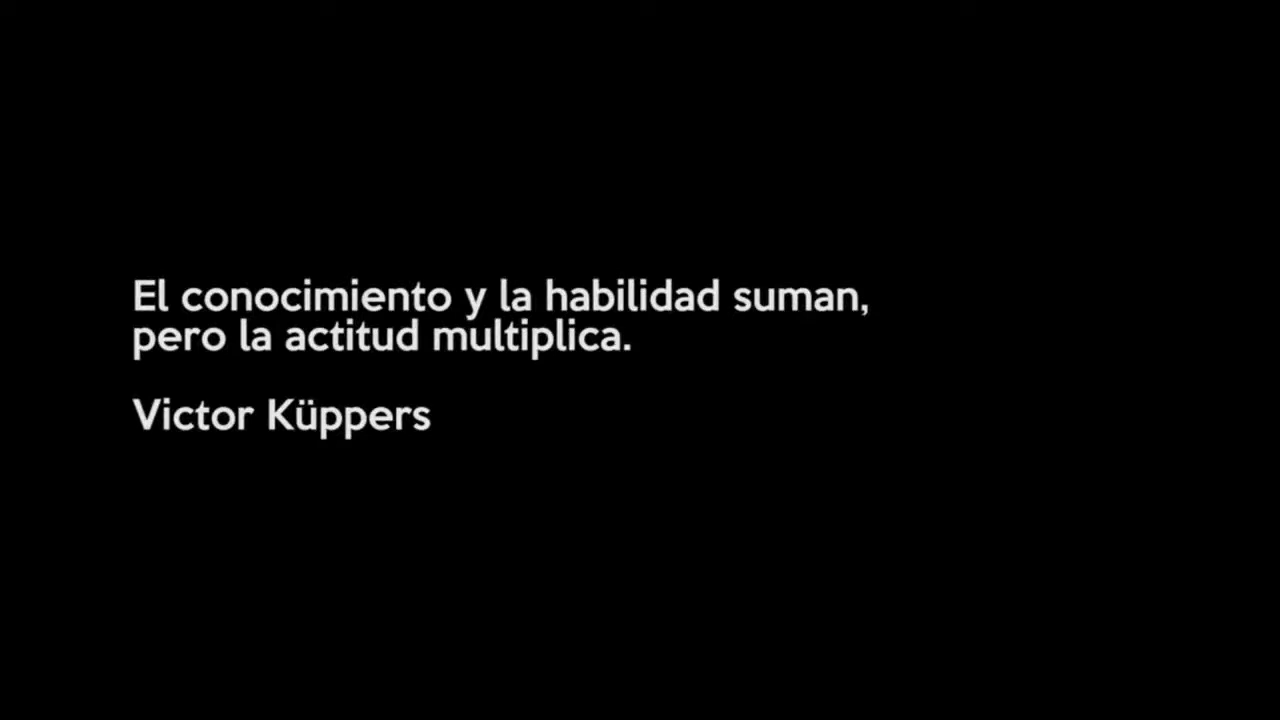 El conocimiento y la habilidad suman,
pero la actitud multiplica.
Victor Küppers